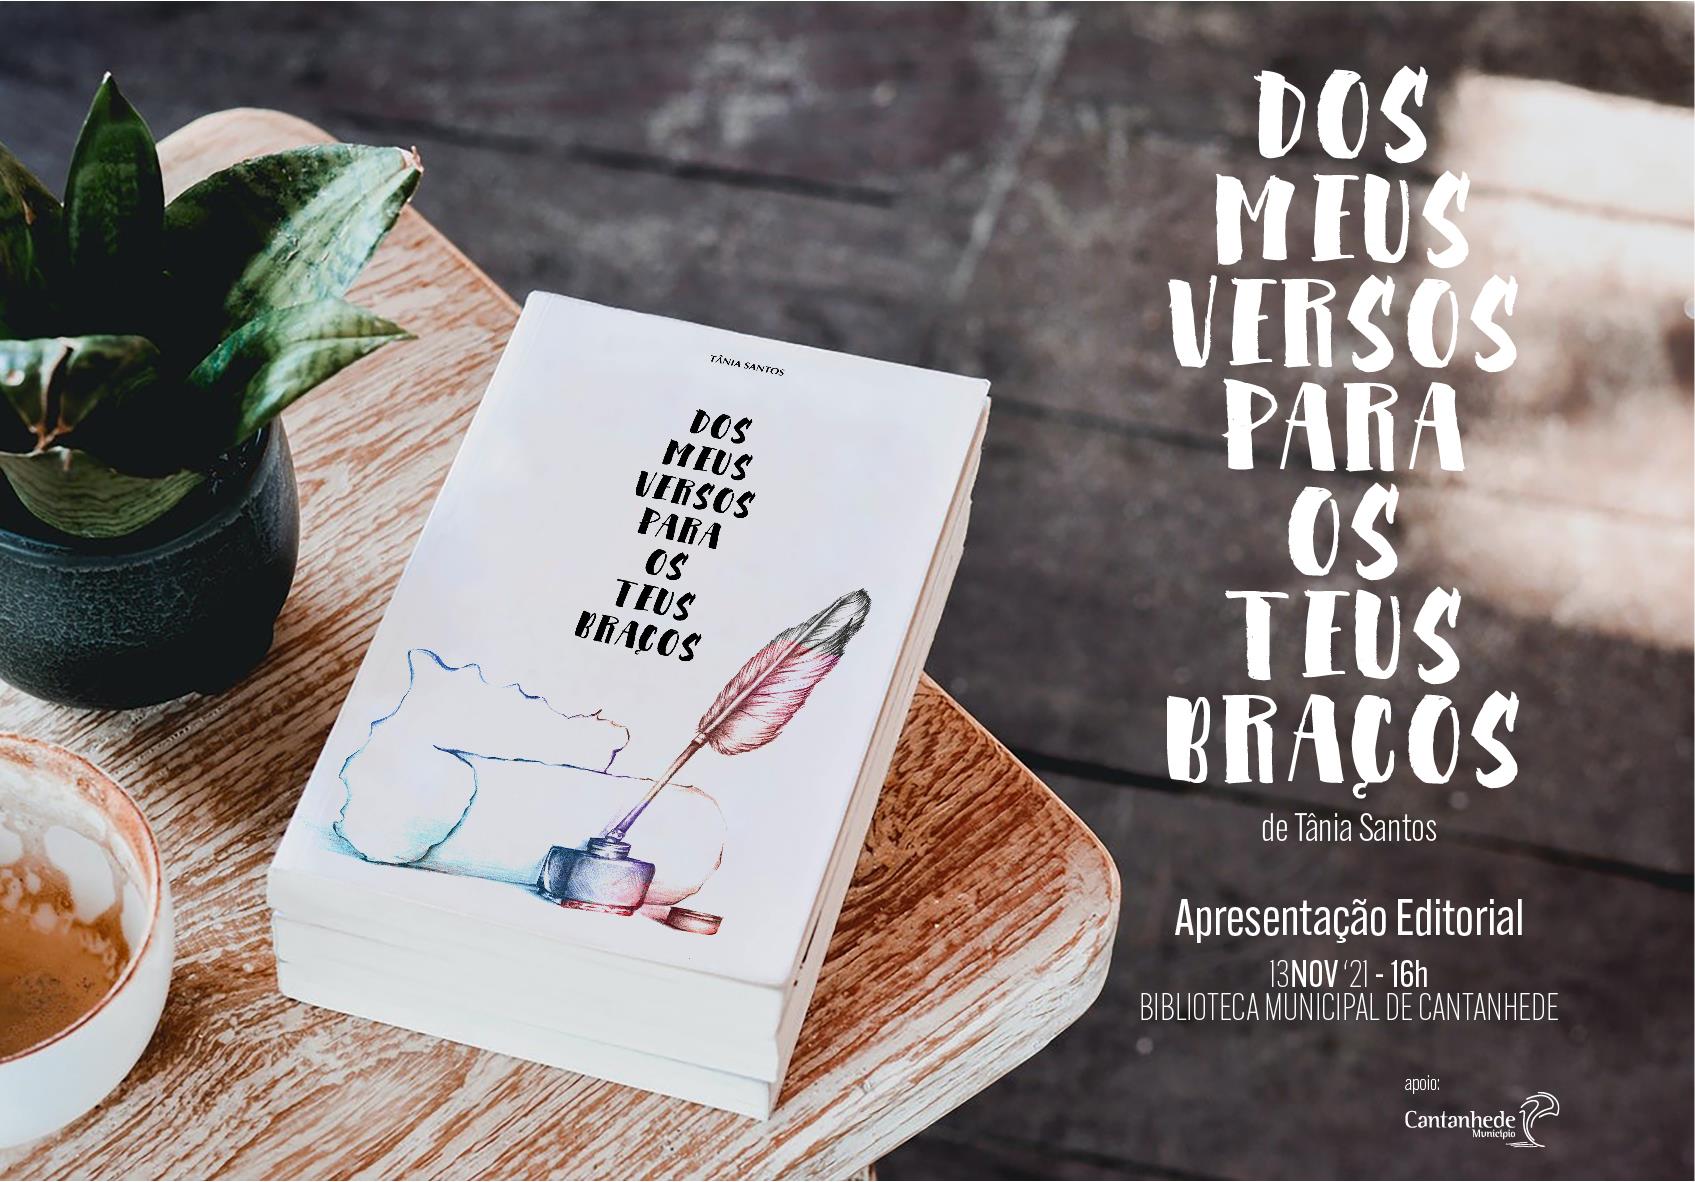 TÂNIA SANTOS
DOS
MEUS
VERSOS
PARA
OS
TEUS
BRAÇOS
DOS
MEUS
VERSOS
PARA
OS
TEUS
BRAÇOS
de Tânia Santos
Apresentação Editorial
13NOV ‘21 - 16h
BIBLIOTECA MUNICIPAL DE CANTANHEDE
apoio:
Cantanhede
Município